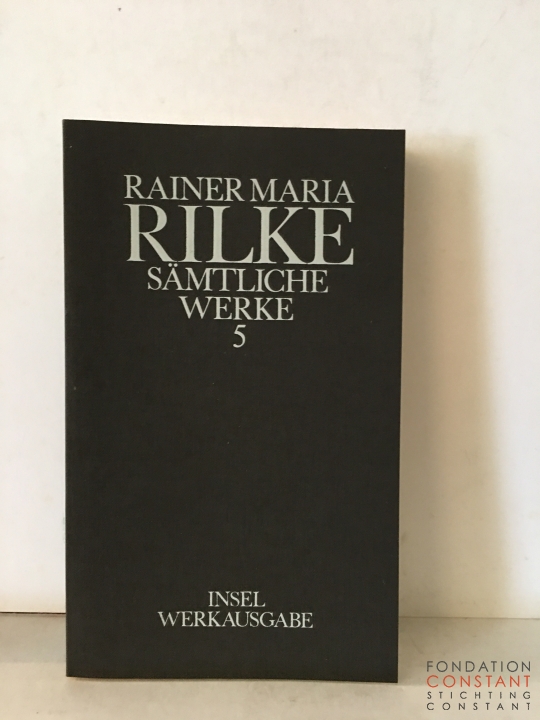 RAINER MARIA
RILKE
SÄMTLICHE
WERKE
5
INSEL
WERKAUSGABE
FONDATION
CONSTANT
STICHTING
CONSTANT